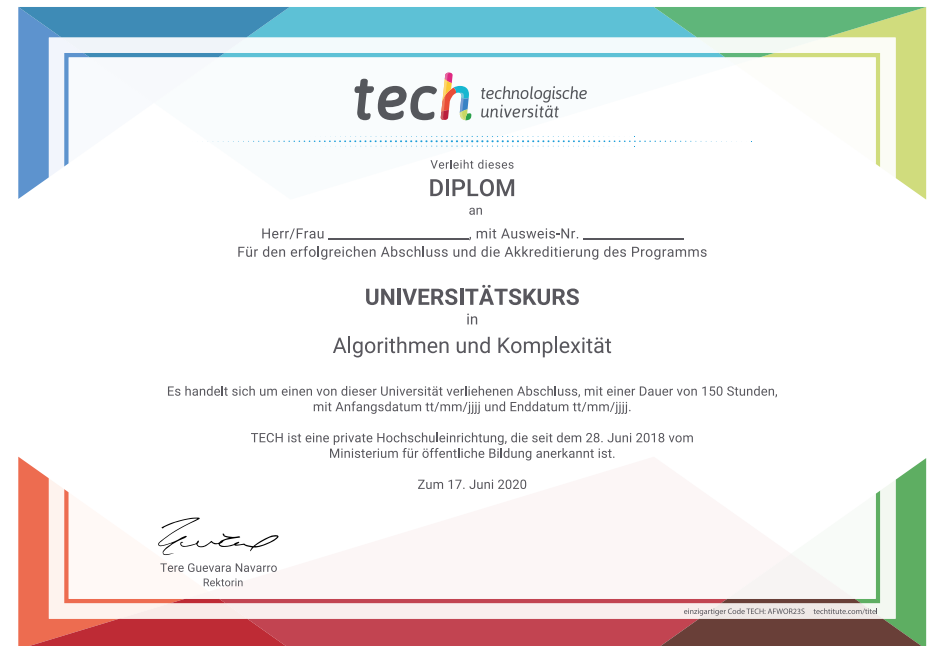 tech technologische
universität
Verleiht dieses
DIPLOM
an
Herr/Frau ____________________, mit Ausweis-Nr. ______________
Für den erfolgreichen Abschluss und die Akkreditierung des Programms
UNIVERSITÄTSKURS
in
Algorithmen und Komplexität
Es handelt sich um einen von dieser Universität verliehenen Abschluss, mit einer Dauer von 150 Stunden,
mit Anfangsdatum tt/mm/jjjj und Enddatum tt/mm/jjjj.
TECH ist eine private Hochschuleinrichtung, die seit dem 28. Juni 2018 vom
Ministerium für öffentliche Bildung anerkannt ist.
Zum 17. Juni 2020
Tere Guevara Navarro
Rektorin
einzigartiger Code TECH: AFWOR23S techtitute.com/titel